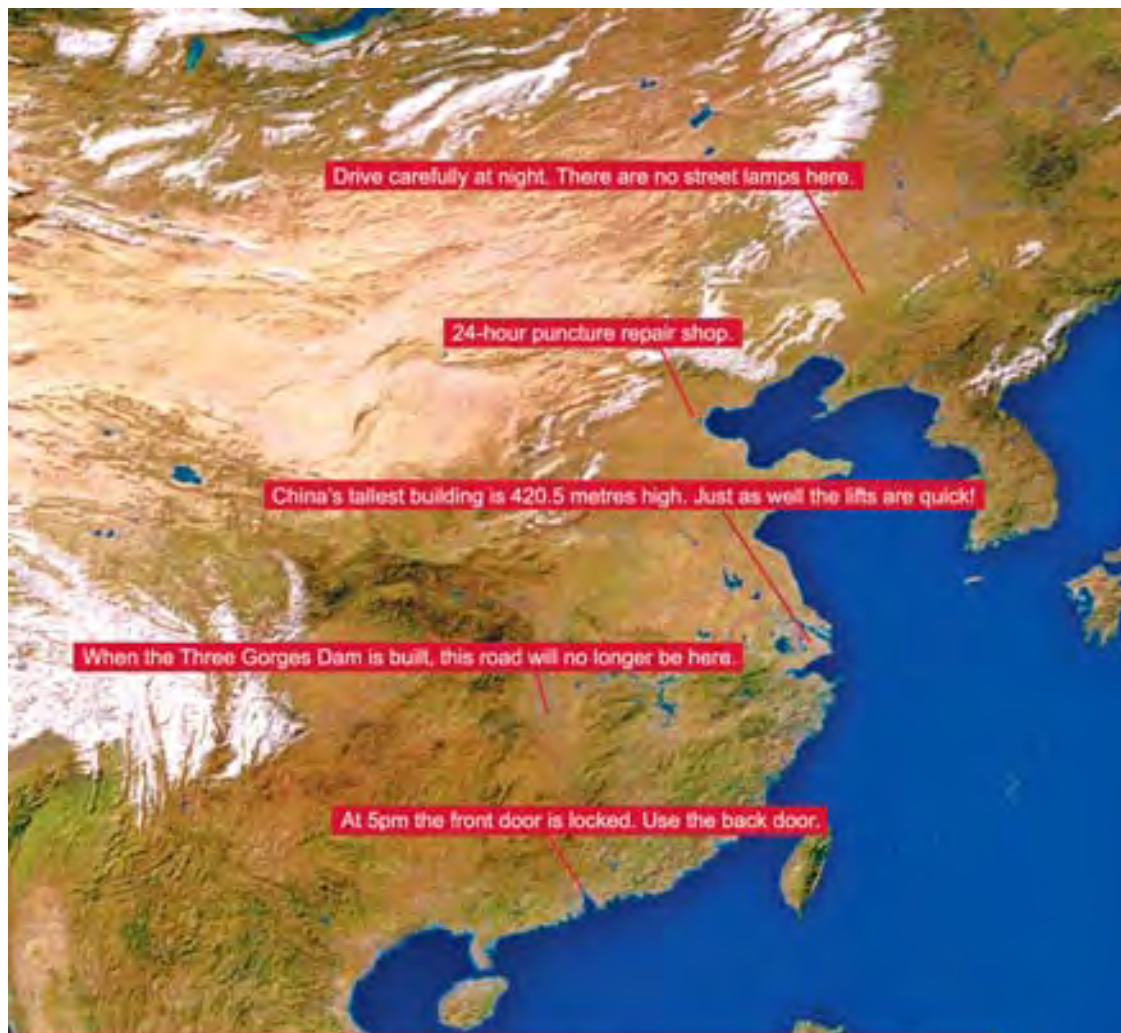 Drive carefully at night. There are no street lamps here.
24-hour puncture repair shop.
China's tallest building is 420.5 metres high. Just as well the lifts are quick!
When the Three Gorges Dam is built, this road will no longer be here.
At 5pm the front door is locked. Use the back door.